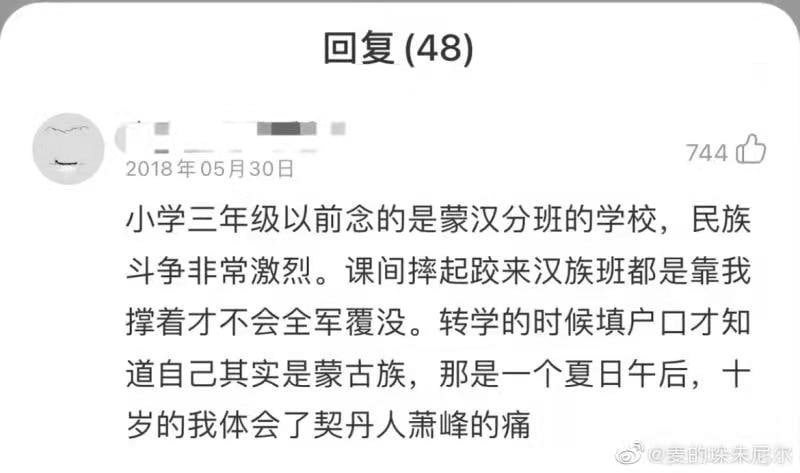 回复(48)
2018年05月30日
744
小学三年级以前念的是蒙汉分班的学校，民族
斗争非常激烈。课间摔起跤来汉族班都是靠我
撑着才不会全军覆没。转学的时候填户口才知
道自己其实是蒙古族，那是一个夏日午后，十
岁的我体会了契丹人萧峰的痛
@麦的垛朱尼尔